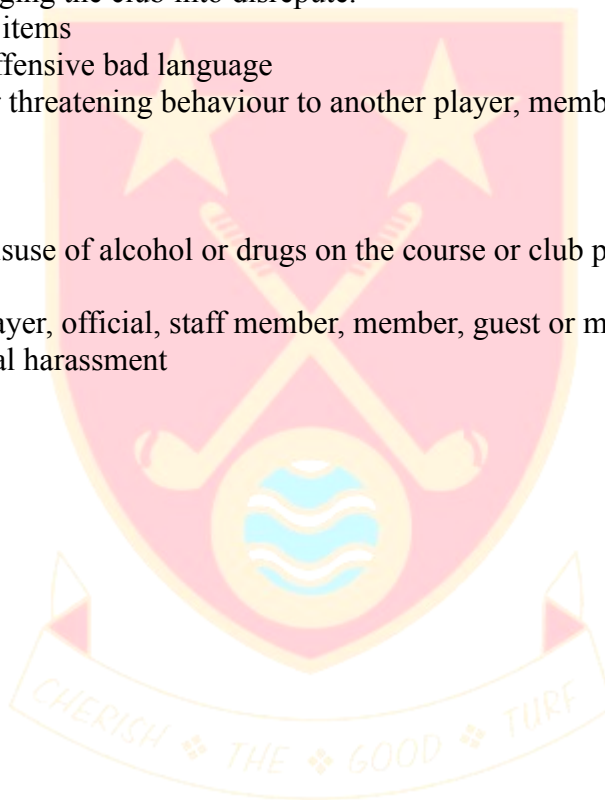 ging the club into disrepute.
items
ffensive bad language
r threatening behaviour to another player, memb
isuse of alcohol or drugs on the course or club p
ayer, official, staff member, member, guest or m
al harassment
CHERISH THE GOOD TURF